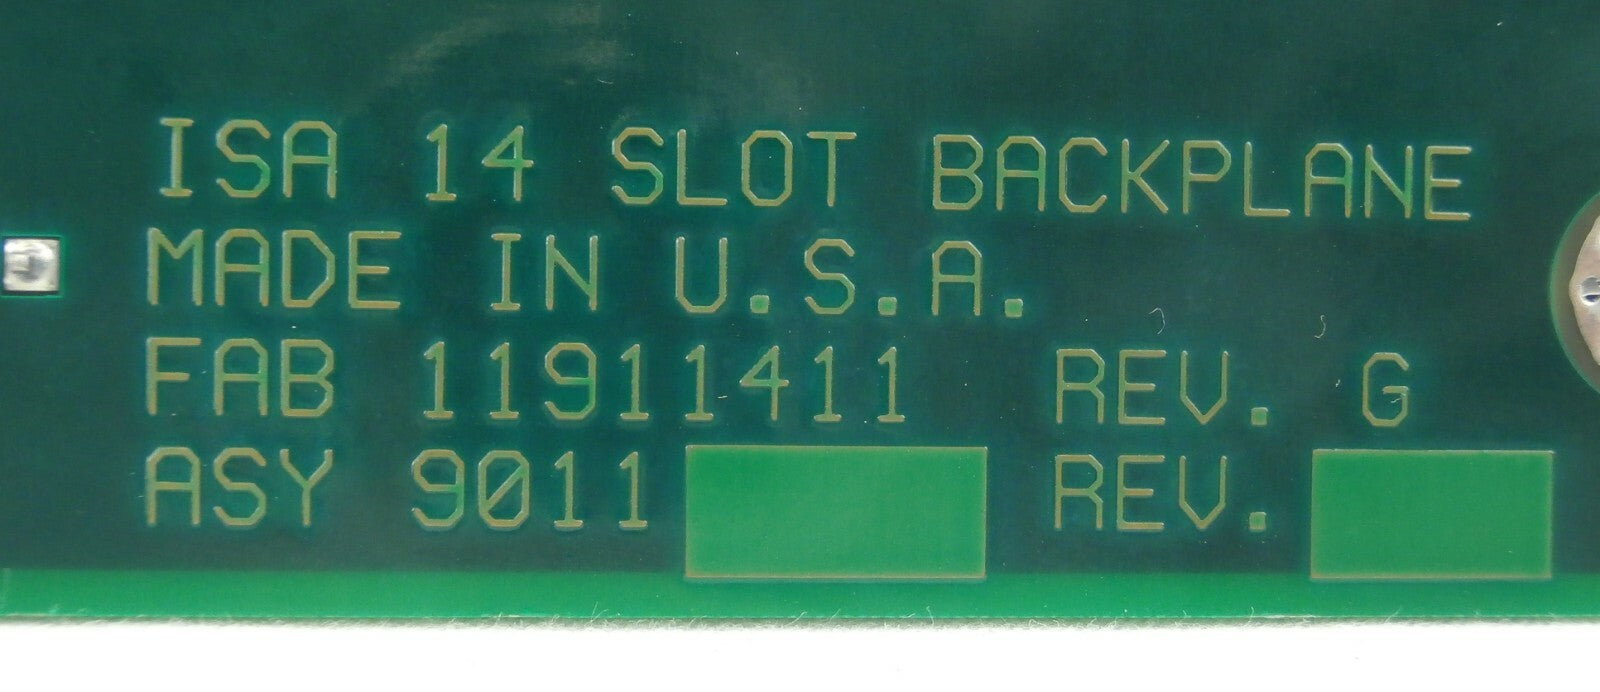 ISA 14 SLOT BACKPLANE
MADE IN U.S.A.
FAB 11911411 REV. G
ASY 9011 REV.